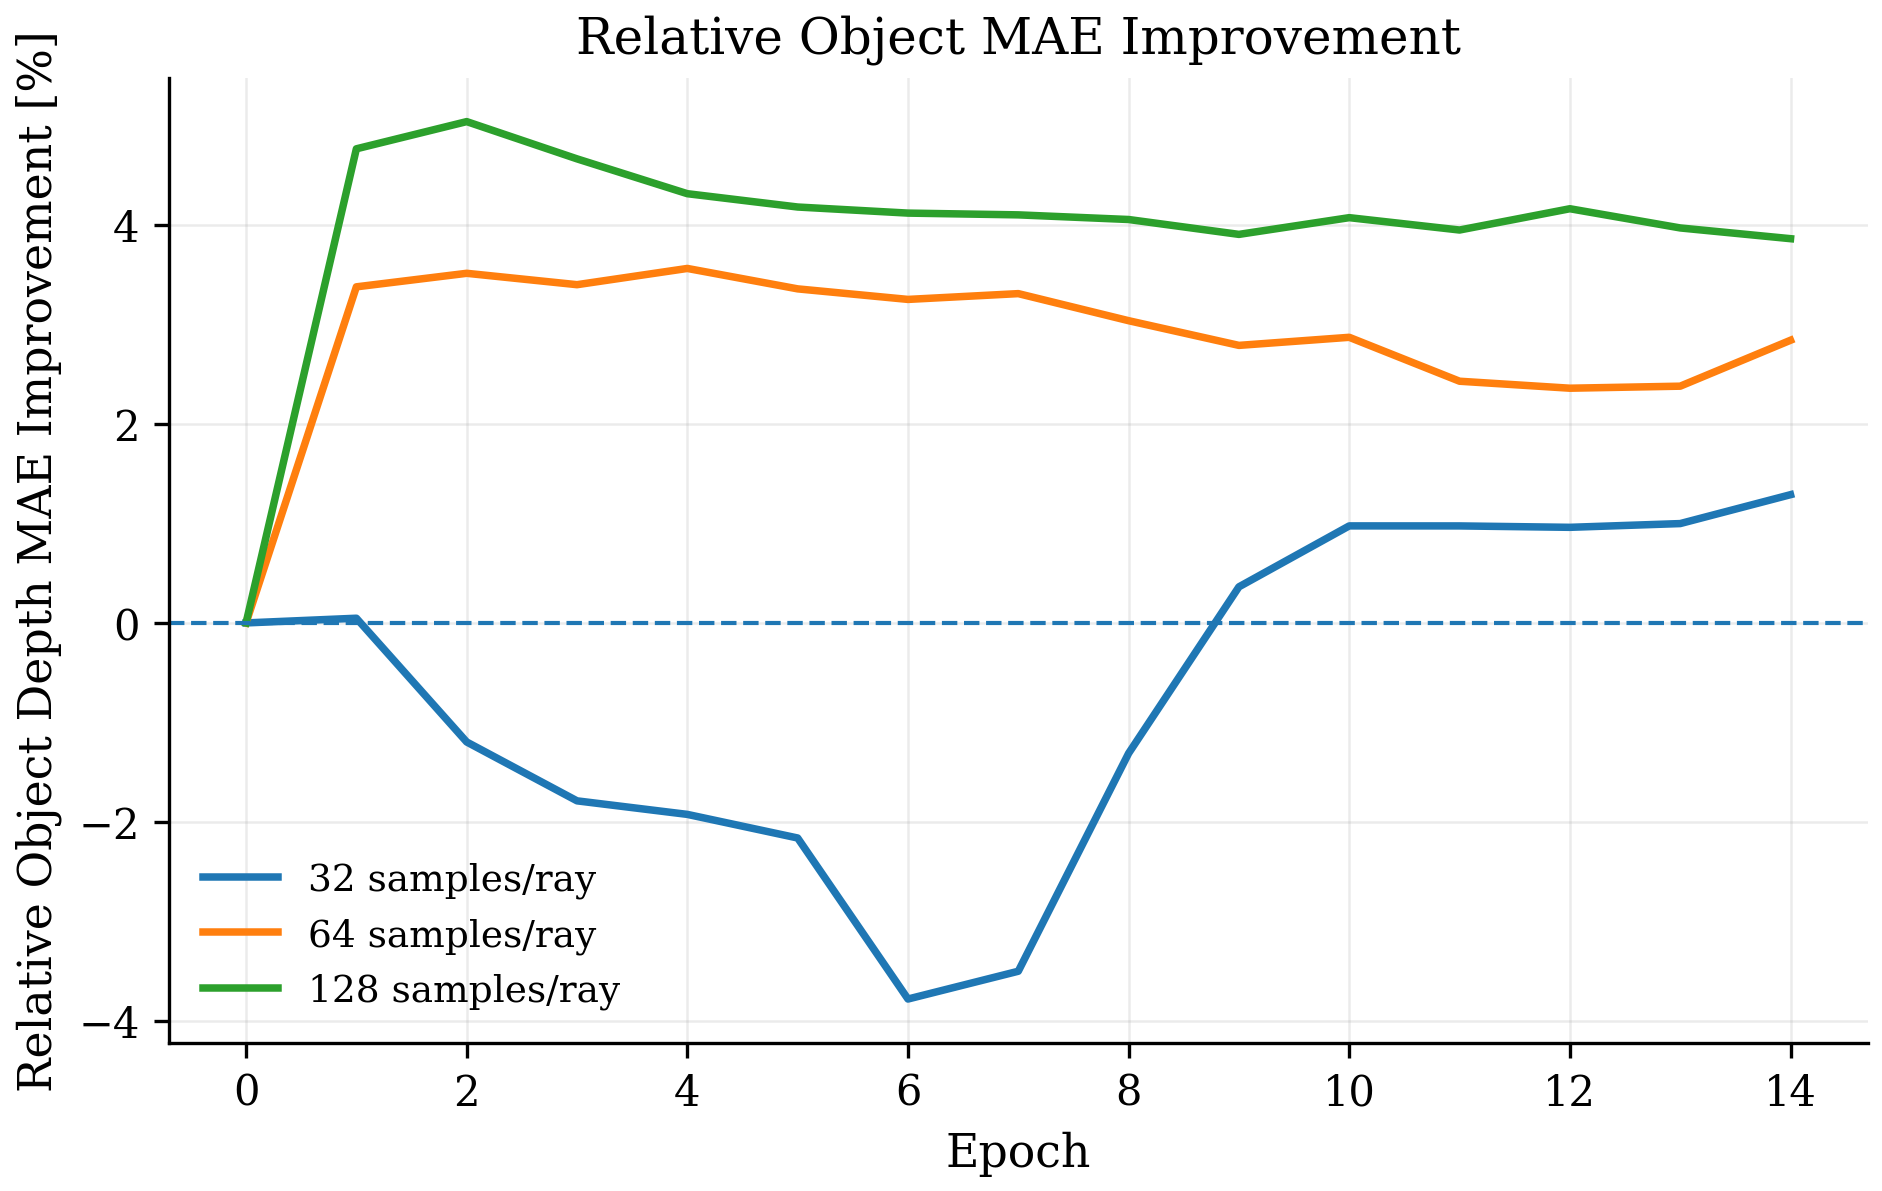 Relative Object MAE Improvement
Relative Object Depth MAE Improvement [%]
4
2
0
−2
−4
32 samples/ray
64 samples/ray
128 samples/ray
0 2 4 6 8 10 12 14
Epoch